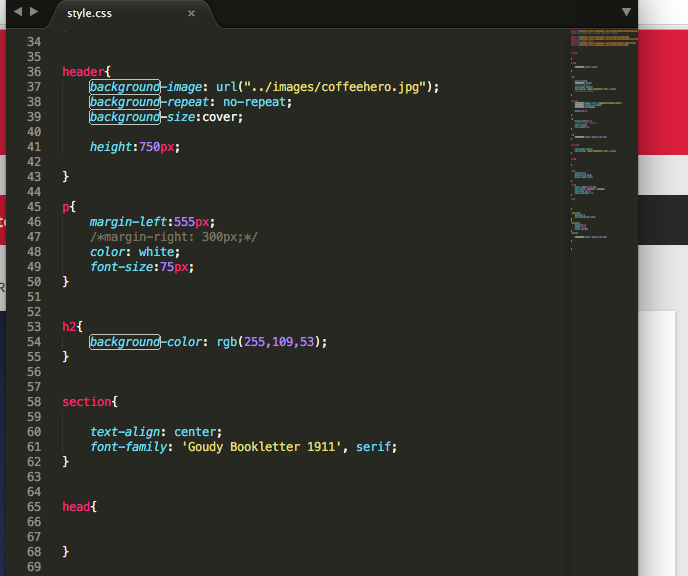 style.css ×
34
35
36 header{
37 background-image: url("../images/coffeehero.jpg");
38 background-repeat: no-repeat;
39 background-size:cover;
40
41 height:750px;
42
43 }
44
45 p{
46 margin-left:555px;
47 /*margin-right: 300px;*/
48 color: white;
49 font-size:75px;
50 }
51
52
53 h2{
54 background-color: rgb(255,109,53);
55 }
56
57
58 section{
59
60 text-align: center;
61 font-family: 'Goudy Bookletter 1911', serif;
62 }
63
64
65 head{
66
67
68 }
69